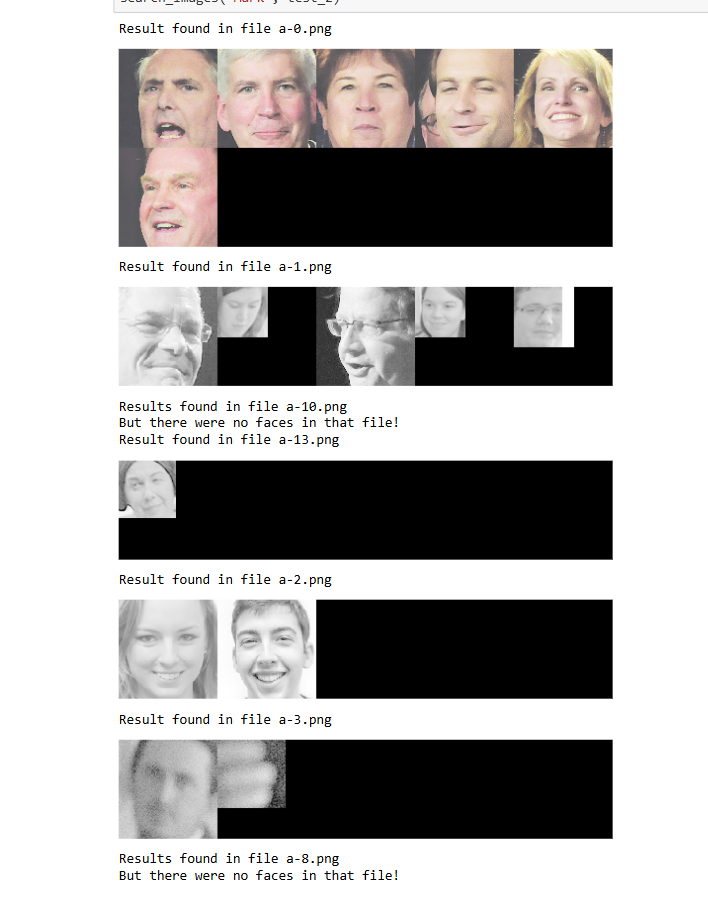 Result found in file a-0.png
Result found in file a-1.png
Results found in file a-10.png
But there were no faces in that file!
Result found in file a-13.png
Result found in file a-2.png
Result found in file a-3.png
Results found in file a-8.png
But there were no faces in that file!